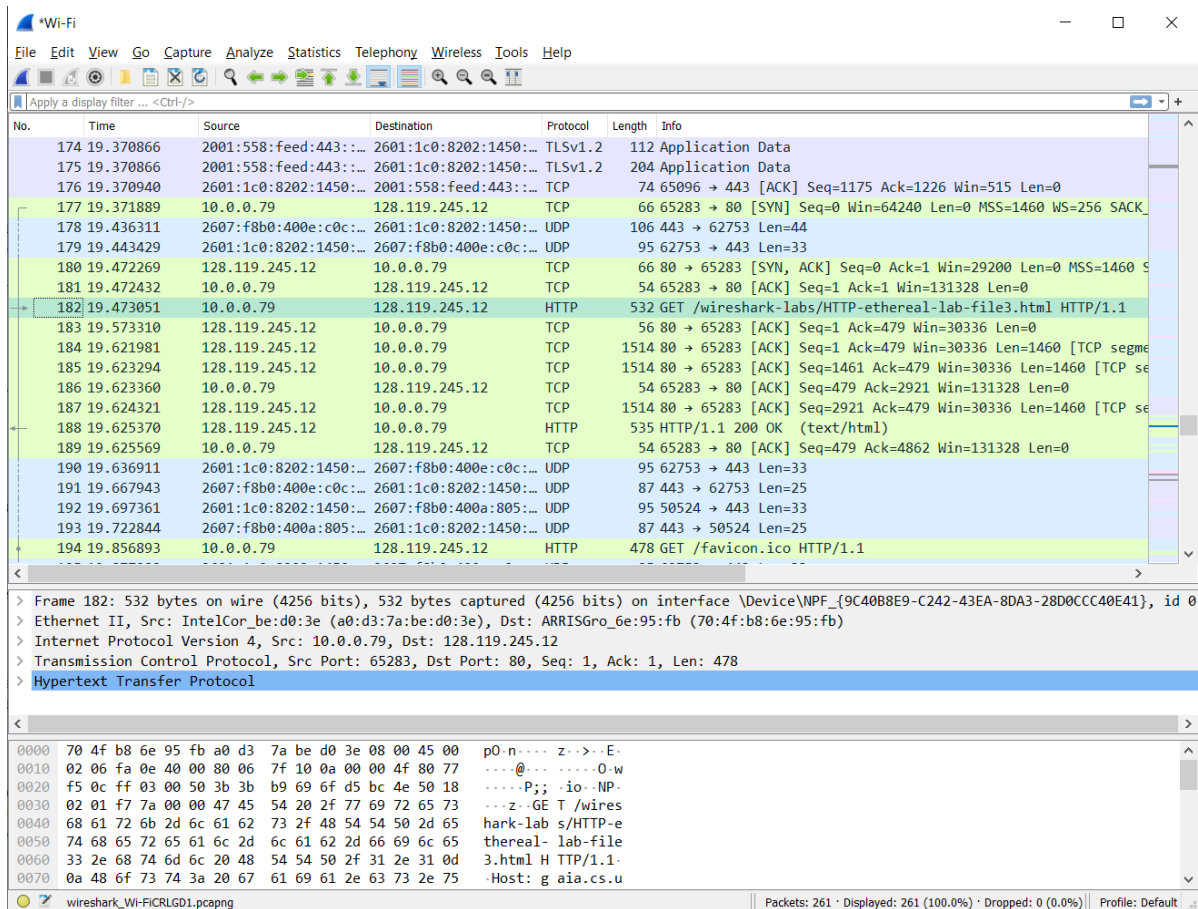 *Wi-Fi
File Edit View Go Capture Analyze Statistics Telephony Wireless Tools Help
Apply a display filter ... <Ctrl-/>
No. Time Source Destination Protocol Length Info
174 19.370866 2001:558:feed:443::… 2601:1c0:8202:1450:… TLSv1.2 112 Application Data
175 19.370866 2001:558:feed:443::… 2601:1c0:8202:1450:… TLSv1.2 204 Application Data
176 19.370940 2601:1c0:8202:1450:… 2001:558:feed:443::… TCP 74 65096 → 443 [ACK] Seq=1175 Ack=1226 Win=515 Len=0
177 19.371889 10.0.0.79 128.119.245.12 TCP 66 65283 → 80 [SYN] Seq=0 Win=64240 Len=0 MSS=1460 WS=256 SACK_
178 19.436311 2607:f8b0:400e:c0c:… 2601:1c0:8202:1450:… UDP 106 443 → 62753 Len=44
179 19.443429 2601:1c0:8202:1450:… 2607:f8b0:400e:c0c:… UDP 95 62753 → 443 Len=33
180 19.472269 128.119.245.12 10.0.0.79 TCP 66 80 → 65283 [SYN, ACK] Seq=0 Ack=1 Win=29200 Len=0 MSS=1460 S
181 19.472432 10.0.0.79 128.119.245.12 TCP 54 65283 → 80 [ACK] Seq=1 Ack=1 Win=131328 Len=0
182 19.473051 10.0.0.79 128.119.245.12 HTTP 532 GET /wireshark-labs/HTTP-ethereal-lab-file3.html HTTP/1.1
183 19.573310 128.119.245.12 10.0.0.79 TCP 56 80 → 65283 [ACK] Seq=1 Ack=479 Win=30336 Len=0
184 19.621981 128.119.245.12 10.0.0.79 TCP 1514 80 → 65283 [ACK] Seq=1 Ack=479 Win=30336 Len=1460 [TCP segme
185 19.623294 128.119.245.12 10.0.0.79 TCP 1514 80 → 65283 [ACK] Seq=1461 Ack=479 Win=30336 Len=1460 [TCP se
186 19.623360 10.0.0.79 128.119.245.12 TCP 54 65283 → 80 [ACK] Seq=479 Ack=2921 Win=131328 Len=0
187 19.624321 128.119.245.12 10.0.0.79 TCP 1514 80 → 65283 [ACK] Seq=2921 Ack=479 Win=30336 Len=1460 [TCP se
188 19.625370 128.119.245.12 10.0.0.79 HTTP 535 HTTP/1.1 200 OK (text/html)
189 19.625569 10.0.0.79 128.119.245.12 TCP 54 65283 → 80 [ACK] Seq=479 Ack=4862 Win=131328 Len=0
190 19.636911 2601:1c0:8202:1450:… 2607:f8b0:400e:c0c:… UDP 95 62753 → 443 Len=33
191 19.667943 2607:f8b0:400e:c0c:… 2601:1c0:8202:1450:… UDP 87 443 → 62753 Len=25
192 19.697361 2601:1c0:8202:1450:… 2607:f8b0:400a:805:… UDP 95 50524 → 443 Len=33
193 19.722844 2607:f8b0:400a:805:… 2601:1c0:8202:1450:… UDP 87 443 → 50524 Len=25
194 19.856893 10.0.0.79 128.119.245.12 HTTP 478 GET /favicon.ico HTTP/1.1
> Frame 182: 532 bytes on wire (4256 bits), 532 bytes captured (4256 bits) on interface \Device\NPF_{9C40B8E9-C242-43EA-8DA3-28D0CCC40E41}, id 0
> Ethernet II, Src: IntelCor_be:d0:3e (a0:d3:7a:be:d0:3e), Dst: ARRISGro_6e:95:fb (70:4f:b8:6e:95:fb)
> Internet Protocol Version 4, Src: 10.0.0.79, Dst: 128.119.245.12
> Transmission Control Protocol, Src Port: 65283, Dst Port: 80, Seq: 1, Ack: 1, Len: 478
> Hypertext Transfer Protocol
0000 70 4f b8 6e 95 fb a0 d3 7a be d0 3e 08 00 45 00 pO·n···· z··>··E·
0010 02 06 fa 0e 40 00 80 06 7f 10 0a 00 00 4f 80 77 ····@··· ·····O·w
0020 f5 0c ff 03 00 50 3b 3b b9 69 6f d5 bc 4e 50 18 ·····P;; ·io··NP·
0030 02 01 f7 7a 00 00 47 45 54 20 2f 77 69 72 65 73 ···z··GE T /wires
0040 68 61 72 6b 2d 6c 61 62 73 2f 48 54 54 50 2d 65 hark-lab s/HTTP-e
0050 74 68 65 72 65 61 6c 2d 6c 61 62 2d 66 69 6c 65 thereal- lab-file
0060 33 2e 68 74 6d 6c 20 48 54 54 50 2f 31 2e 31 0d 3.html H TTP/1.1·
0070 0a 48 6f 73 74 3a 20 67 61 69 61 2e 63 73 2e 75 ·Host: g aia.cs.u
wireshark_Wi-FiCRLGD1.pcapng Packets: 261 · Displayed: 261 (100.0%) · Dropped: 0 (0.0%) Profile: Default